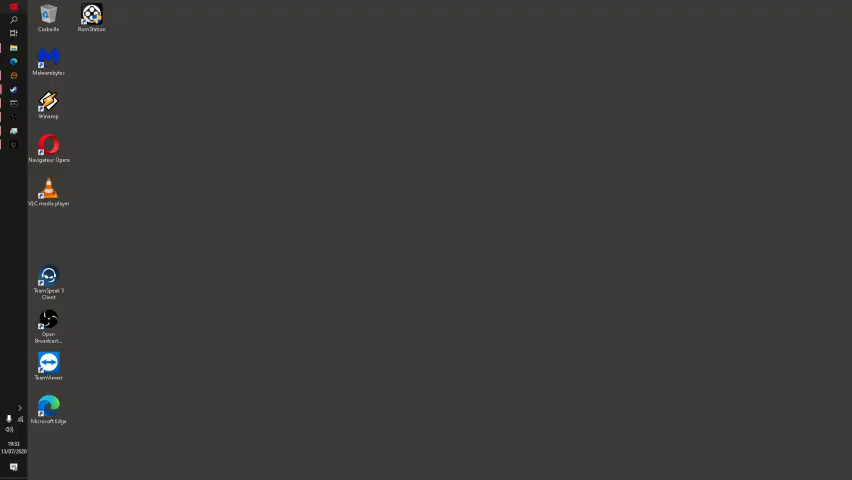 Corbeille
RomStation
Malwarebytes
Winamp
Navigateur Opera
VLC media player
TeamSpeak 3
Client
Open
Broadcast...
TeamViewer
Microsoft Edge
19:33
13/07/2020